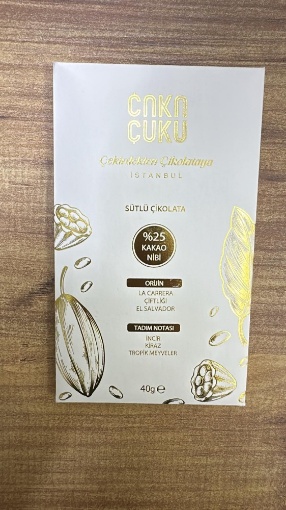 CAKA
ÇUKU
Çekirdekten Çikolataya
İSTANBUL
SÜTLÜ ÇİKOLATA
%25
KAKAO
NİBİ
ORİJİN
LA CARRERA
ÇİFTLİĞİ
EL SALVADOR
TADIM NOTASI
İNCİR
KİRAZ
TROPİK MEYVELER
40g ℮